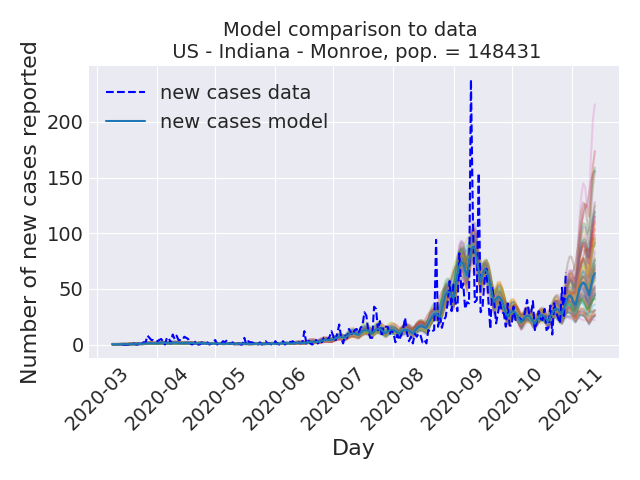 Model comparison to data
US - Indiana - Monroe, pop. = 148431
Number of new cases reported
new cases data
new cases model
200
150
100
50
0
2020-03
2020-04
2020-05
2020-06
2020-07
2020-08
2020-09
2020-10
2020-11
Day